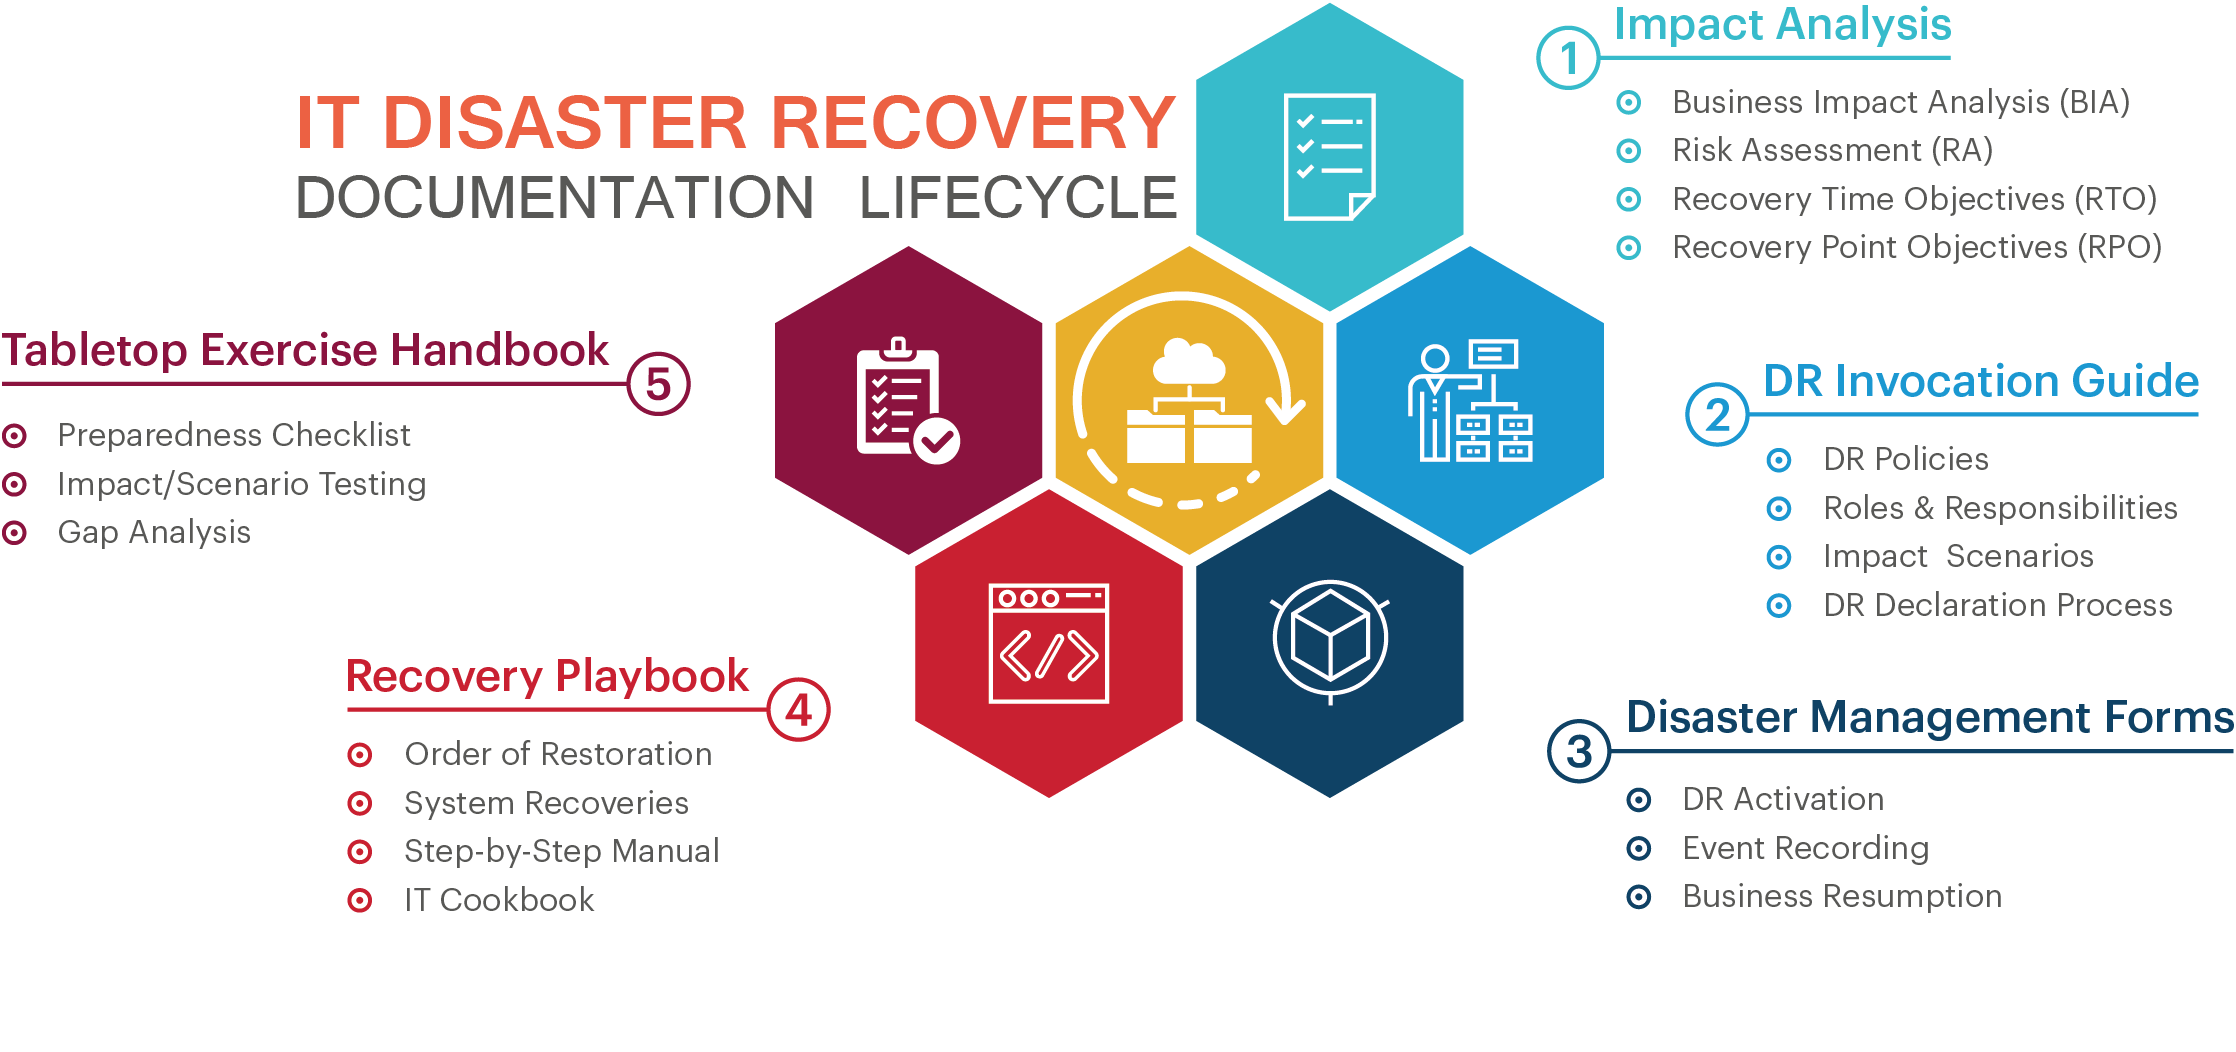 IT DISASTER RECOVERY
DOCUMENTATION LIFECYCLE
1
Impact Analysis
Business Impact Analysis (BIA)
Risk Assessment (RA)
Recovery Time Objectives (RTO)
Recovery Point Objectives (RPO)
2
DR Invocation Guide
DR Policies
Roles & Responsibilities
Impact Scenarios
DR Declaration Process
3
Disaster Management Forms
DR Activation
Event Recording
Business Resumption
4
Recovery Playbook
Order of Restoration
System Recoveries
Step-by-Step Manual
IT Cookbook
5
Tabletop Exercise Handbook
Preparedness Checklist
Impact/Scenario Testing
Gap Analysis